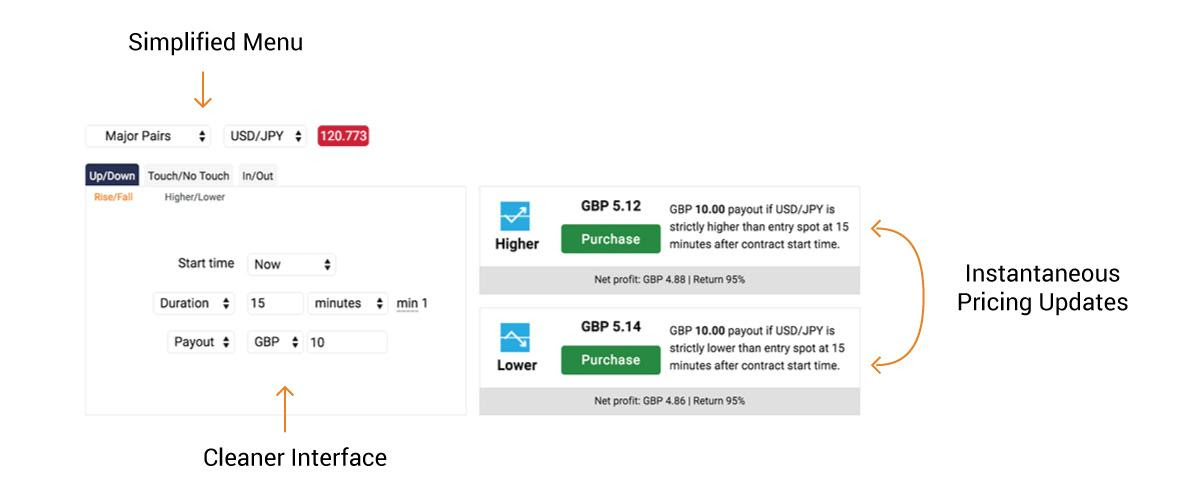 Simplified Menu
Major Pairs USD/JPY 120.773
Up/Down Touch/No Touch In/Out
Rise/Fall Higher/Lower
Start time Now
Duration 15 minutes min 1
Payout GBP 10
Cleaner Interface
Higher
GBP 5.12
Purchase
GBP 10.00 payout if USD/JPY is
strictly higher than entry spot at 15
minutes after contract start time.
Net profit: GBP 4.88 | Return 95%
Lower
GBP 5.14
Purchase
GBP 10.00 payout if USD/JPY is
strictly lower than entry spot at 15
minutes after contract start time.
Net profit: GBP 4.86 | Return 95%
Instantaneous
Pricing Updates